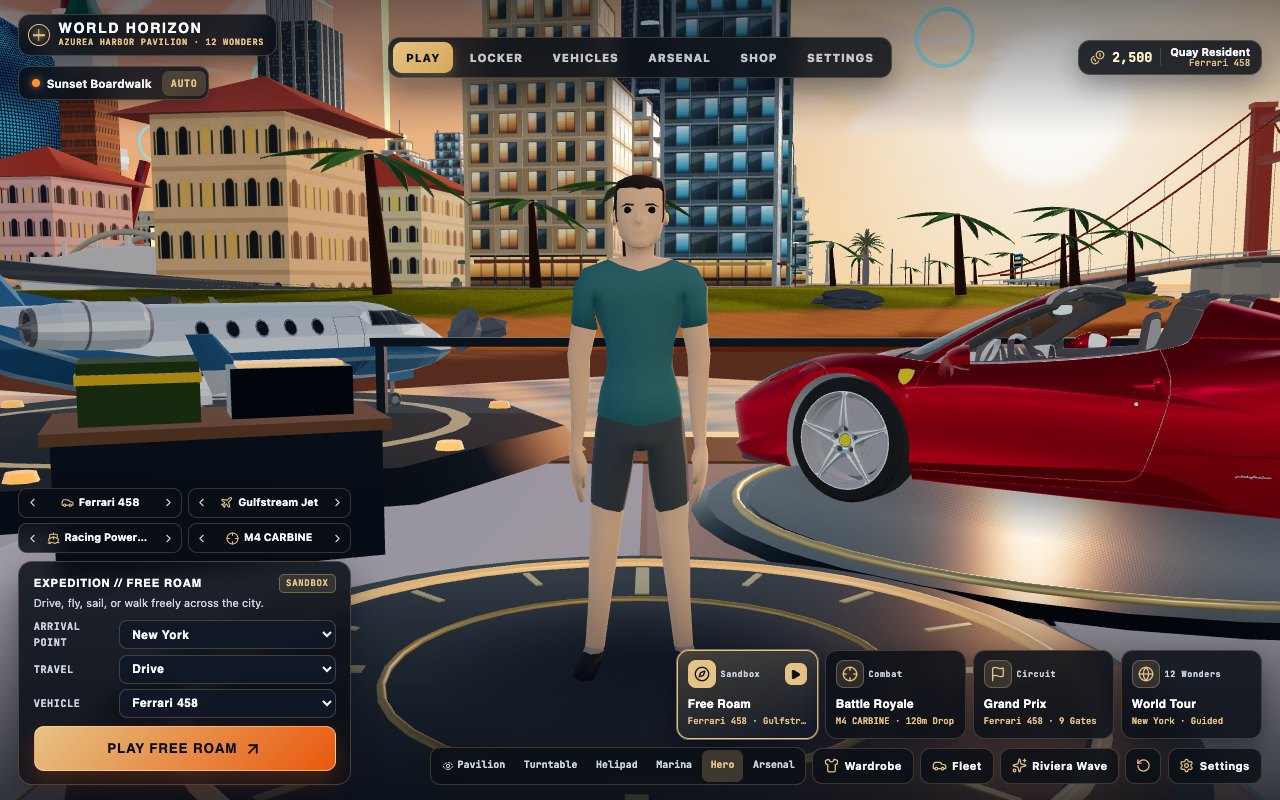 WORLD HORIZON
AZUREA HARBOR PAVILION · 12 WONDERS
Sunset Boardwalk AUTO
PLAY LOCKER VEHICLES ARSENAL SHOP SETTINGS
2,500 Quay Resident
Ferrari 458
Ferrari 458
Gulfstream Jet
Racing Power...
M4 CARBINE
EXPEDITION // FREE ROAM SANDBOX
Drive, fly, sail, or walk freely across the city.
ARRIVAL POINT New York
TRAVEL Drive
VEHICLE Ferrari 458
PLAY FREE ROAM
Sandbox
Free Roam
Ferrari 458 · Gulfstr…
Combat
Battle Royale
M4 CARBINE · 120m Drop
Circuit
Grand Prix
Ferrari 458 · 9 Gates
12 Wonders
World Tour
New York · Guided
Pavilion Turntable Helipad Marina Hero Arsenal
Wardrobe
Fleet
Riviera Wave
Settings